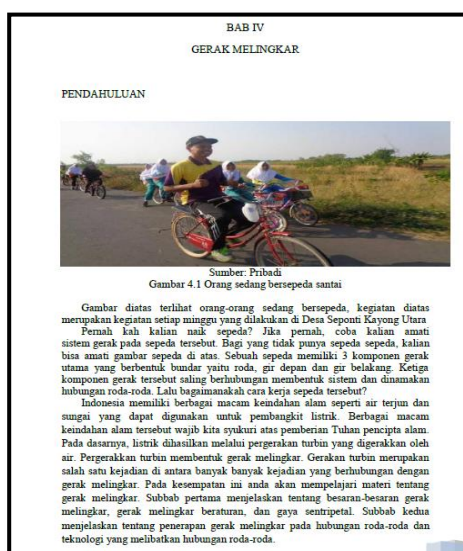 BAB IV
GERAK MELINGKAR
PENDAHULUAN
Sumber: Pribadi
Gambar 4.1 Orang sedang bersepeda santai
Gambar diatas terlihat orang-orang sedang bersepeda, kegiatan diatas
merupakan kegiatan setiap minggu yang dilakukan di Desa Seponti Kayong Utara
Pernah kah kalian naik sepeda? Jika pernah, coba kalian amati
sistem gerak pada sepeda tersebut. Bagi yang tidak punya sepeda sepeda, kalian
bisa amati gambar sepeda di atas. Sebuah sepeda memiliki 3 komponen gerak
utama yang berbentuk bundar yaitu roda, gir depan dan gir belakang. Ketiga
komponen gerak tersebut saling berhubungan membentuk sistem dan dinamakan
hubungan roda-roda. Lalu bagaimanakah cara kerja sepeda tersebut?
Indonesia memiliki berbagai macam keindahan alam seperti air terjun dan
sungai yang dapat digunakan untuk pembangkit listrik. Berbagai macam
keindahan alam tersebut wajib kita syukuri atas pemberian Tuhan pencipta alam.
Pada dasarnya, listrik dihasilkan melalui pergerakan turbin yang digerakkan oleh
air. Pergerakkan turbin membentuk gerak melingkar. Gerakan turbin merupakan
salah satu kejadian di antara banyak banyak kejadian yang berhubungan dengan
gerak melingkar. Pada kesempatan ini anda akan mempelajari materi tentang
gerak melingkar. Subbab pertama menjelaskan tentang besaran-besaran gerak
melingkar, gerak melingkar beraturan, dan gaya sentripetal. Subbab kedua
menjelaskan tentang penerapan gerak melingkar pada hubungan roda-roda dan
teknologi yang melibatkan hubungan roda-roda.